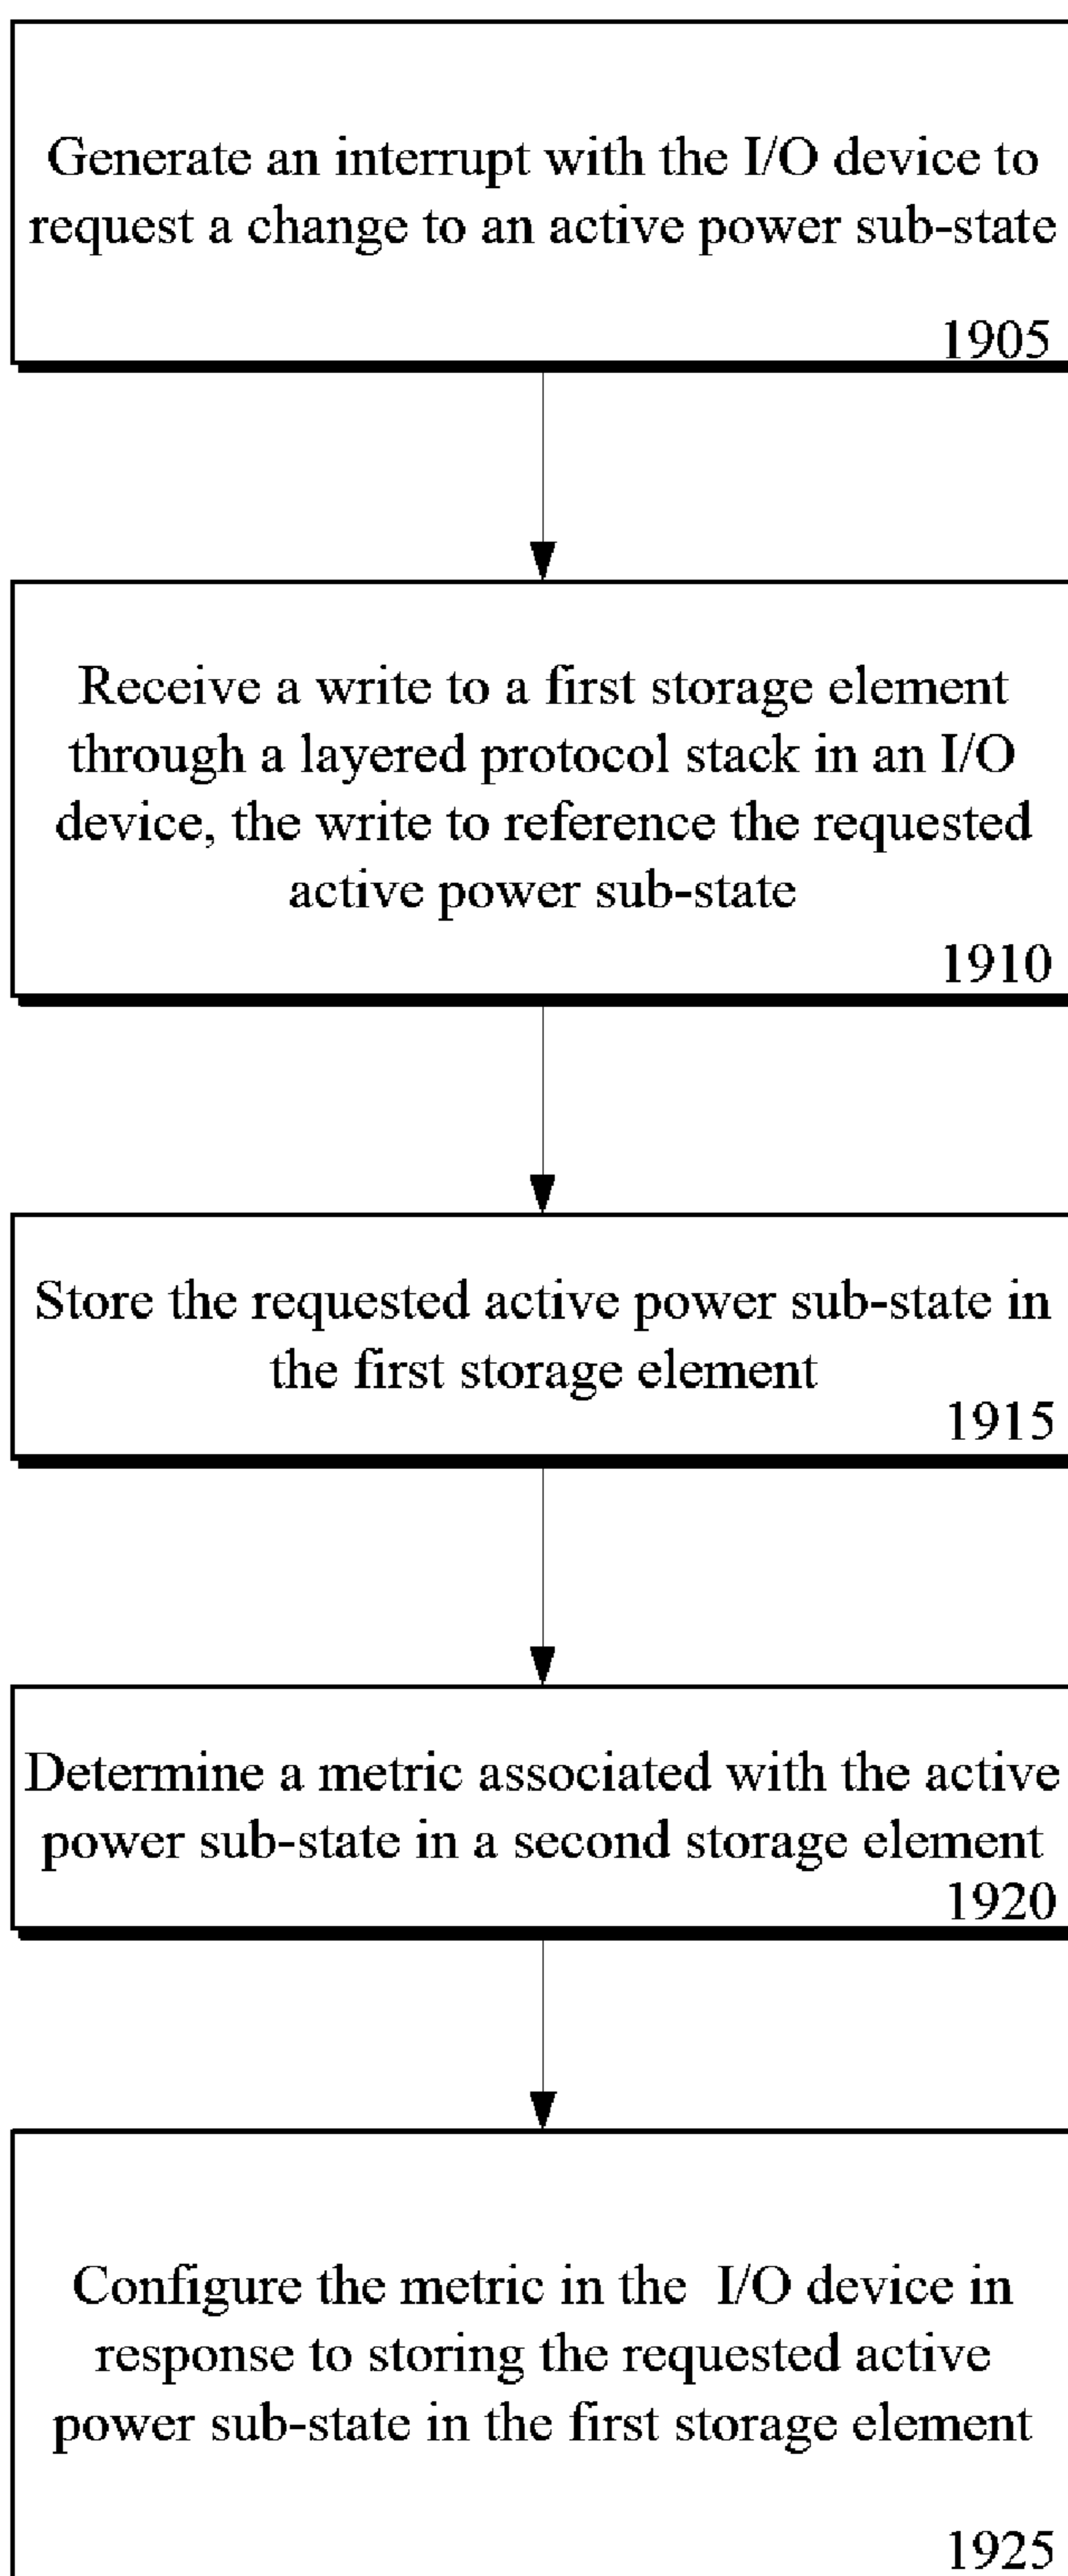 Generate an interrupt with the I/O device to
request a change to an active power sub-state
1905
Receive a write to a first storage element
through a layered protocol stack in an I/O
device, the write to reference the requested
active power sub-state
1910
Store the requested active power sub-state in
the first storage element
1915
Determine a metric associated with the active
power sub-state in a second storage element
1920
Configure the metric in the I/O device in
response to storing the requested active
power sub-state in the first storage element
1925